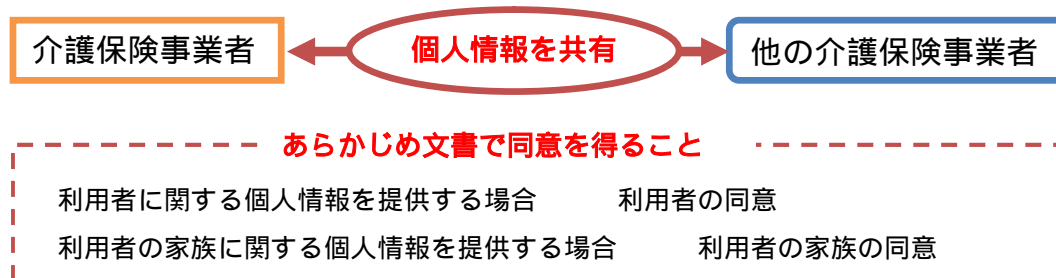 介護保険事業者 個人情報を共有 他の介護保険事業者
あらかじめ文書で同意を得ること
利用者に関する個人情報を提供する場合 利用者の同意
利用者の家族に関する個人情報を提供する場合 利用者の家族の同意